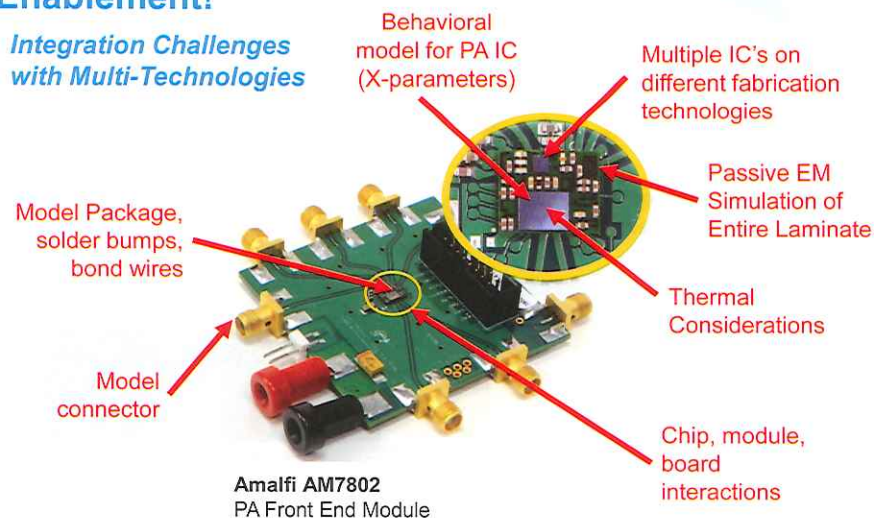 Enablement!
Integration Challenges
with Multi-Technologies
Behavioral
model for PA IC
(X-parameters)
Multiple IC's on
different fabrication
technologies
Passive EM
Simulation of
Entire Laminate
Model Package,
solder bumps,
bond wires
Thermal
Considerations
Model
connector
Chip, module,
board
interactions
Amalfi AM7802
PA Front End Module